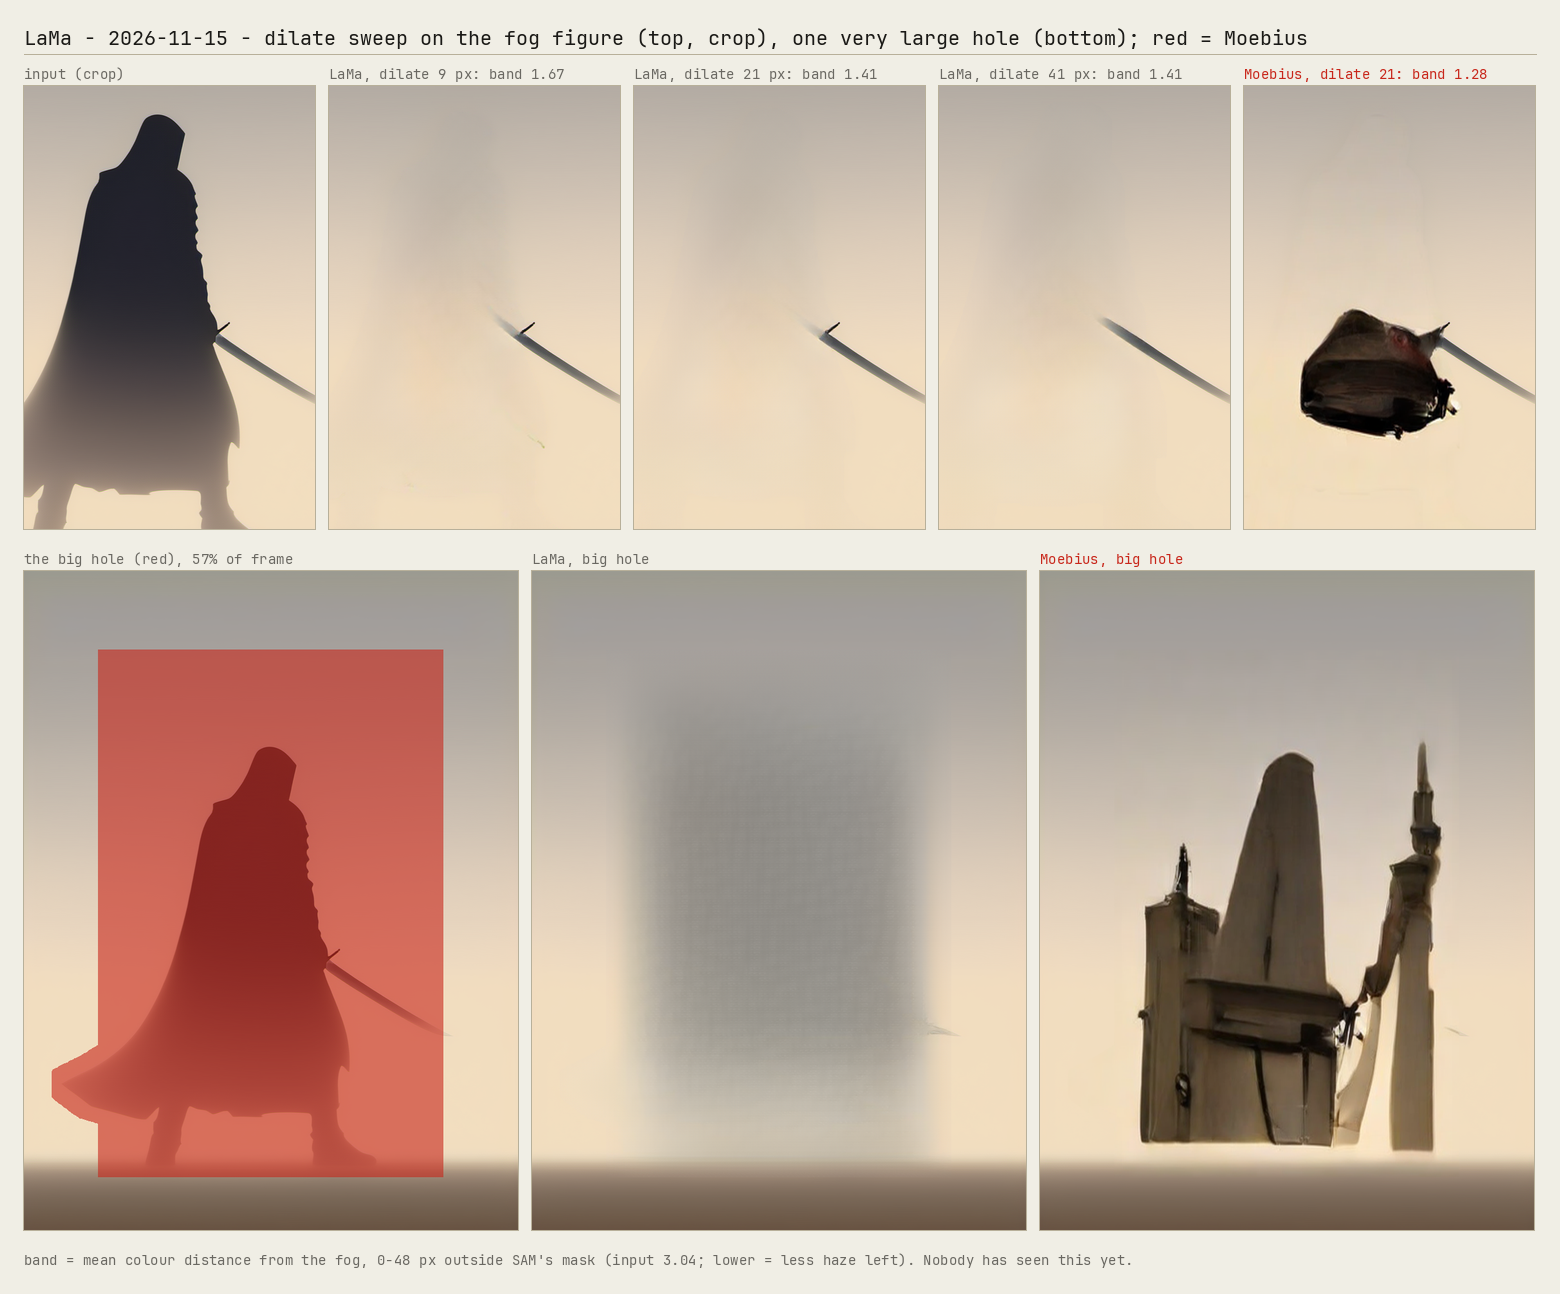 LaMa - 2026-11-15 - dilate sweep on the fog figure (top, crop), one very large hole (bottom); red = Moebius
input (crop)
LaMa, dilate 9 px: band 1.67
LaMa, dilate 21 px: band 1.41
LaMa, dilate 41 px: band 1.41
Moebius, dilate 21: band 1.28
the big hole (red), 57% of frame
LaMa, big hole
Moebius, big hole
band = mean colour distance from the fog, 0-48 px outside SAM's mask (input 3.04; lower = less haze left). Nobody has seen this yet.